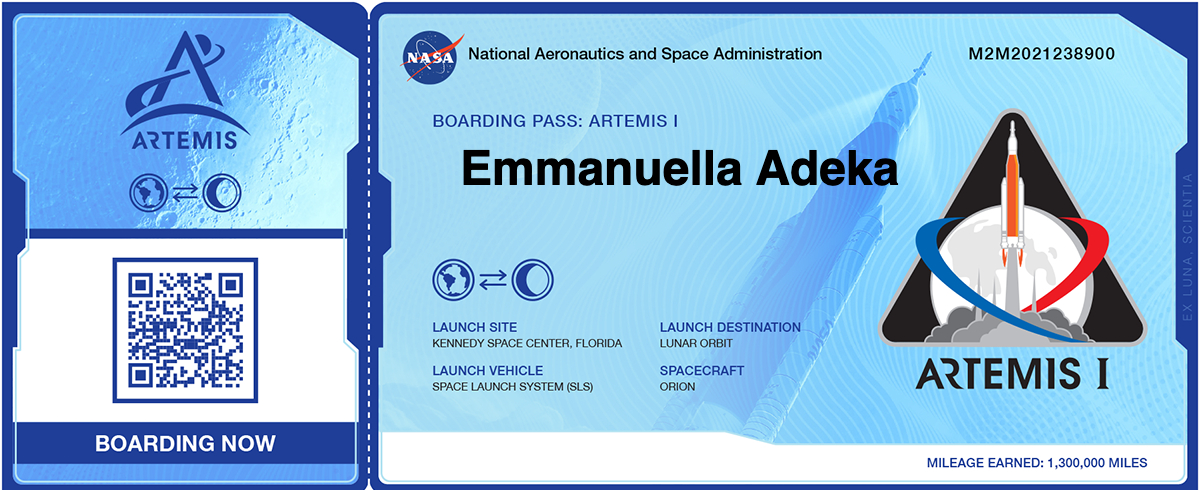 ARTEMIS
BOARDING NOW
NASA
National Aeronautics and Space Administration
M2M2021238900
BOARDING PASS: ARTEMIS I
Emmanuella Adeka
LAUNCH SITE
KENNEDY SPACE CENTER, FLORIDA
LAUNCH DESTINATION
LUNAR ORBIT
LAUNCH VEHICLE
SPACE LAUNCH SYSTEM (SLS)
SPACECRAFT
ORION
ARTEMIS I
EX LUNA SCIENTIA
MILEAGE EARNED: 1,300,000 MILES